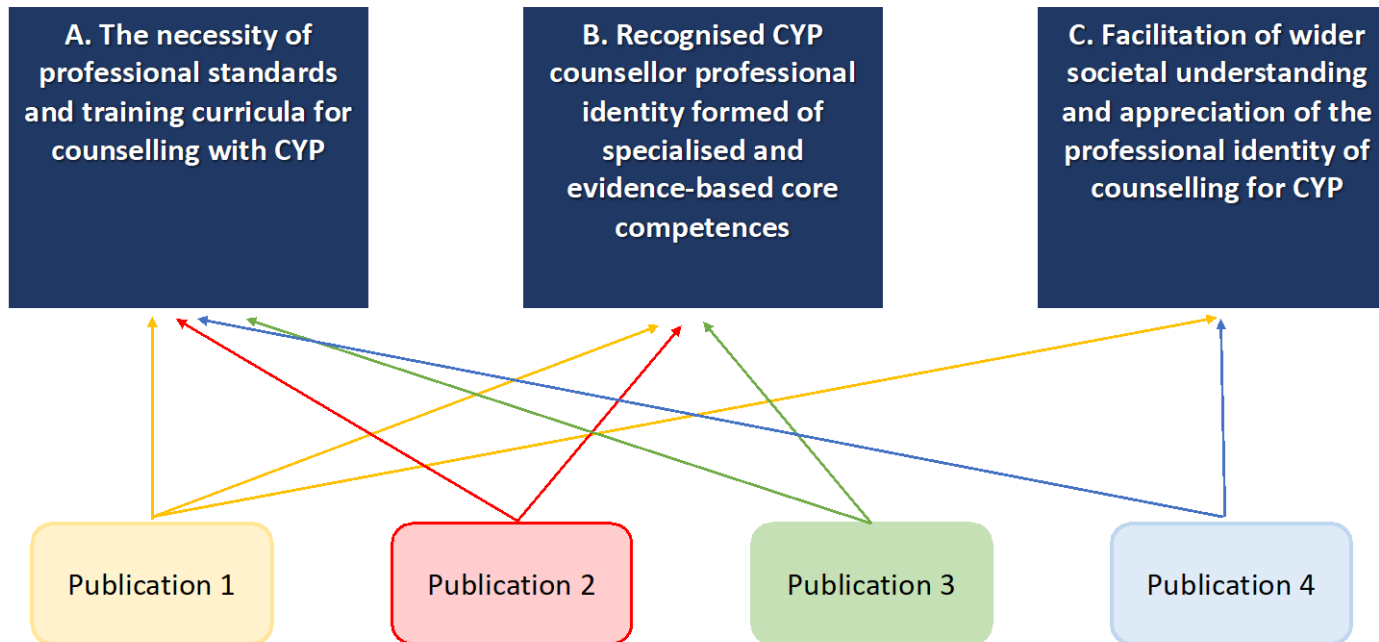 A. The necessity of
professional standards
and training curricula for
counselling with CYP
B. Recognised CYP
counsellor professional
identity formed of
specialised and
evidence-based core
competences
C. Facilitation of wider
societal understanding
and appreciation of the
professional identity of
counselling for CYP
Publication 1
Publication 2
Publication 3
Publication 4